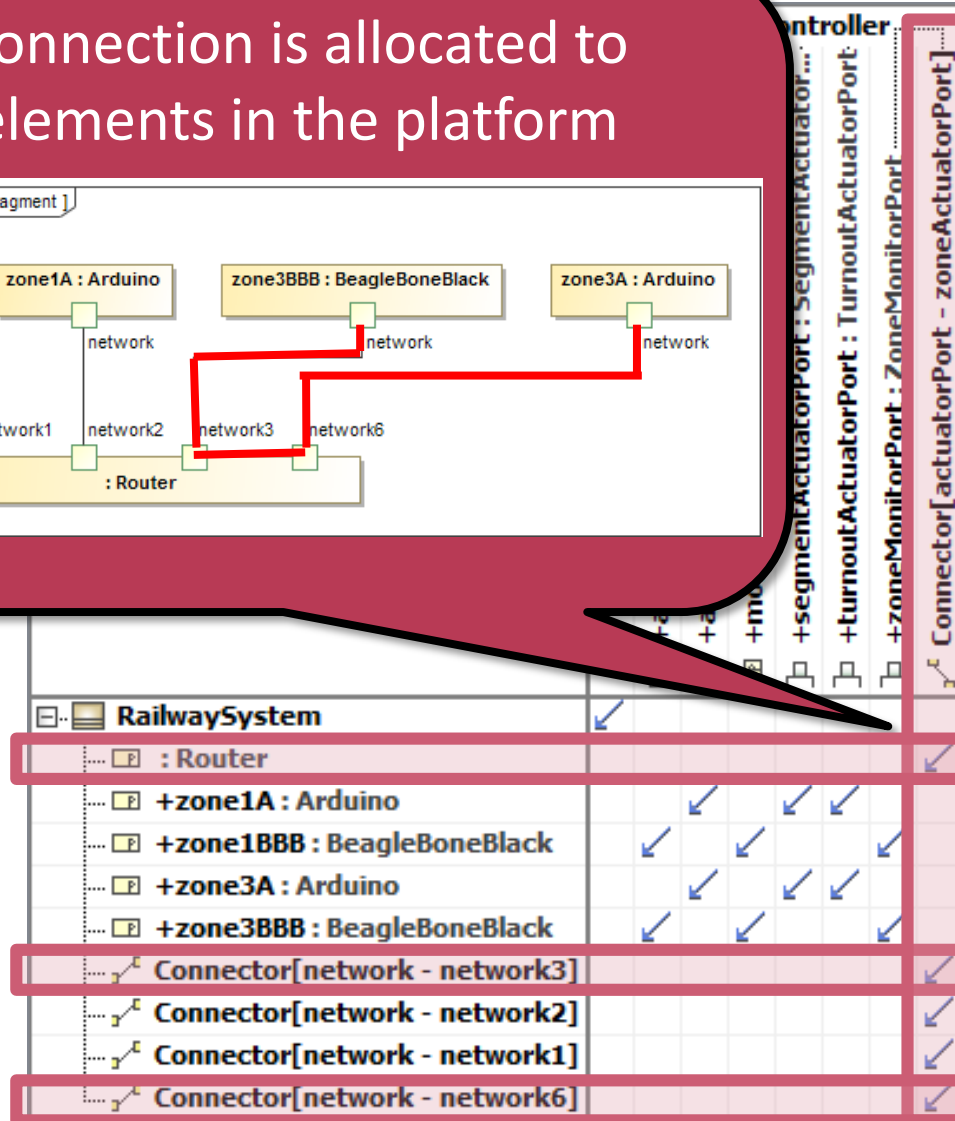 onnection is allocated to
elements in the platform
agment ]
zone1A : Arduino
zone3BBB : BeagleBoneBlack
zone3A : Arduino
network
network
network
twork1
network2
network3
network6
: Router
ontroller
+mo
+segmentActuatorPort : SegmentActuator...
+turnoutActuatorPort : TurnoutActuatorPort
+zoneMonitorPort : ZoneMonitorPort
Connector[actuatorPort - zoneActuatorPort]
RailwaySystem
: Router
+zone1A : Arduino
+zone1BBB : BeagleBoneBlack
+zone3A : Arduino
+zone3BBB : BeagleBoneBlack
Connector[network - network3]
Connector[network - network2]
Connector[network - network1]
Connector[network - network6]